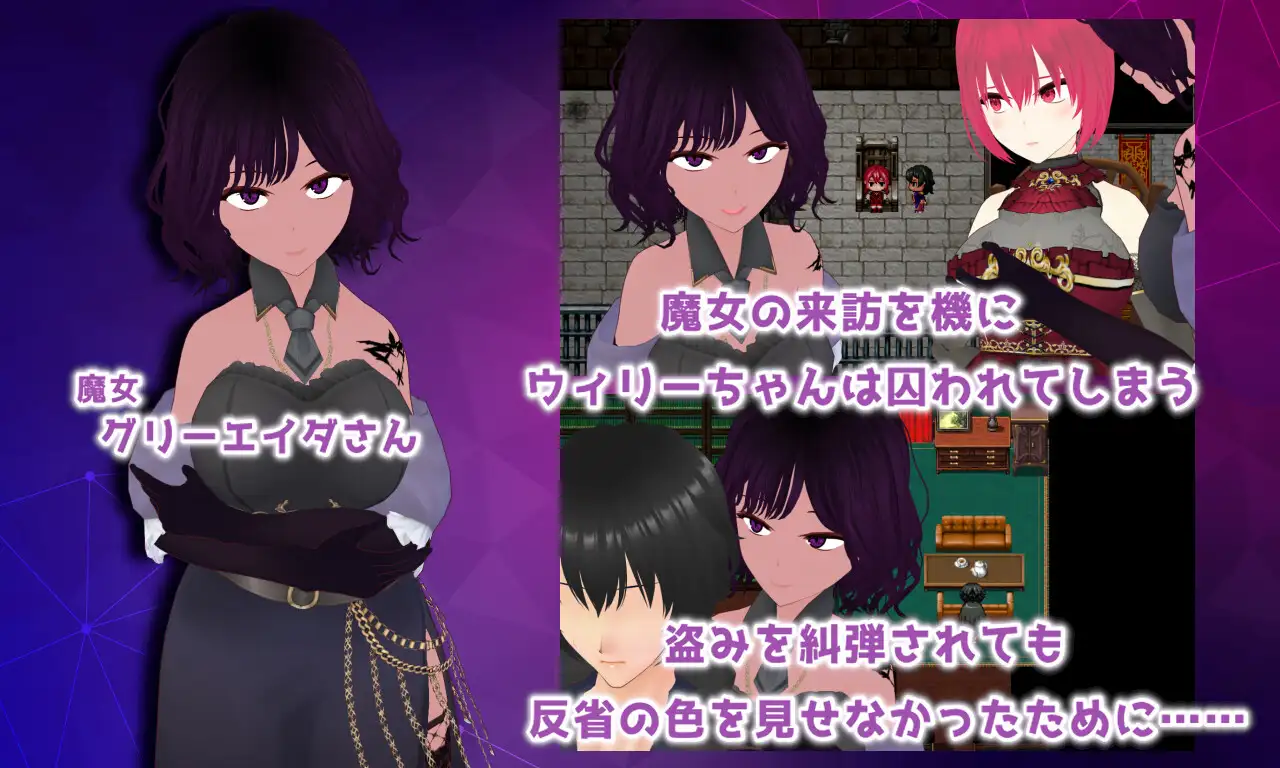 魔女
グリーエイダさん
魔女の来訪を機に
ウィリーちゃんは囚われてしまう
盗みを糾弾されても
反省の色を見せなかったために……